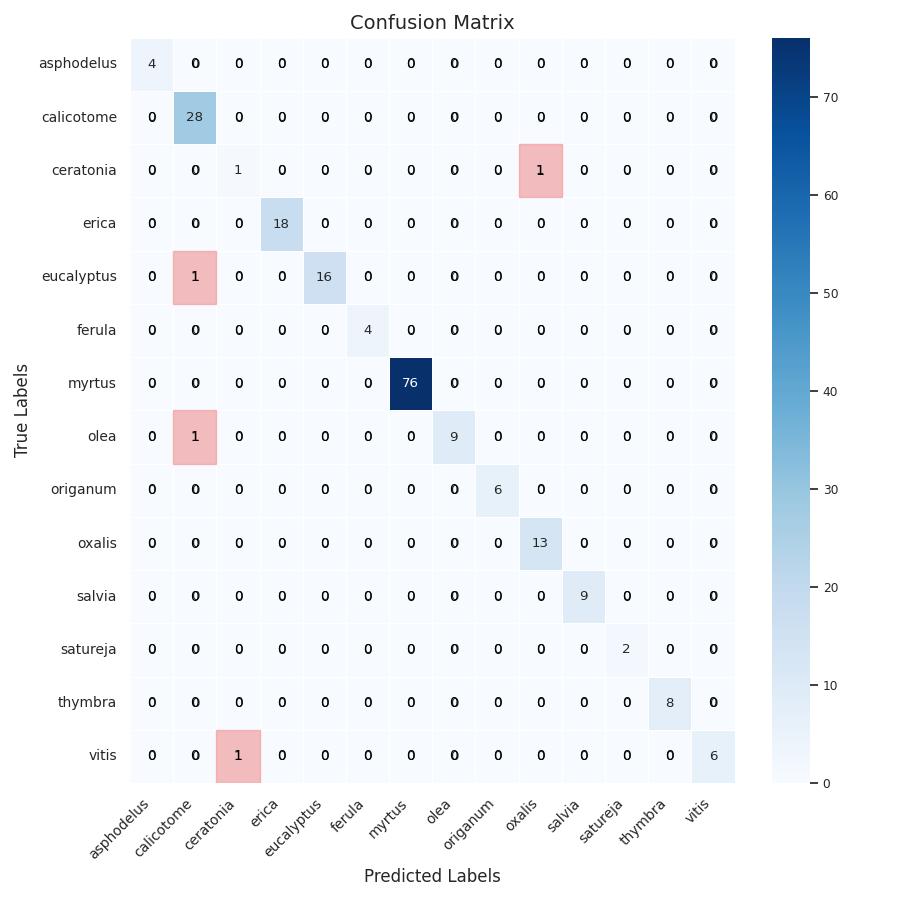 Confusion Matrix
True Labels
asphodelus 4 0 0 0 0 0 0 0 0 0 0 0 0 0
calicotome 0 28 0 0 0 0 0 0 0 0 0 0 0 0
ceratonia 0 0 1 0 0 0 0 0 0 1 0 0 0 0
erica 0 0 0 18 0 0 0 0 0 0 0 0 0 0
eucalyptus 0 1 0 0 16 0 0 0 0 0 0 0 0 0
ferula 0 0 0 0 0 4 0 0 0 0 0 0 0 0
myrtus 0 0 0 0 0 0 76 0 0 0 0 0 0 0
olea 0 1 0 0 0 0 0 9 0 0 0 0 0 0
origanum 0 0 0 0 0 0 0 0 6 0 0 0 0 0
oxalis 0 0 0 0 0 0 0 0 0 13 0 0 0 0
salvia 0 0 0 0 0 0 0 0 0 0 9 0 0 0
satureja 0 0 0 0 0 0 0 0 0 0 0 2 0 0
thymbra 0 0 0 0 0 0 0 0 0 0 0 0 8 0
vitis 0 0 1 0 0 0 0 0 0 0 0 0 0 6
asphodelus calicotome ceratonia erica eucalyptus ferula myrtus olea origanum oxalis salvia satureja thymbra vitis
Predicted Labels
70
60
50
40
30
20
10
0